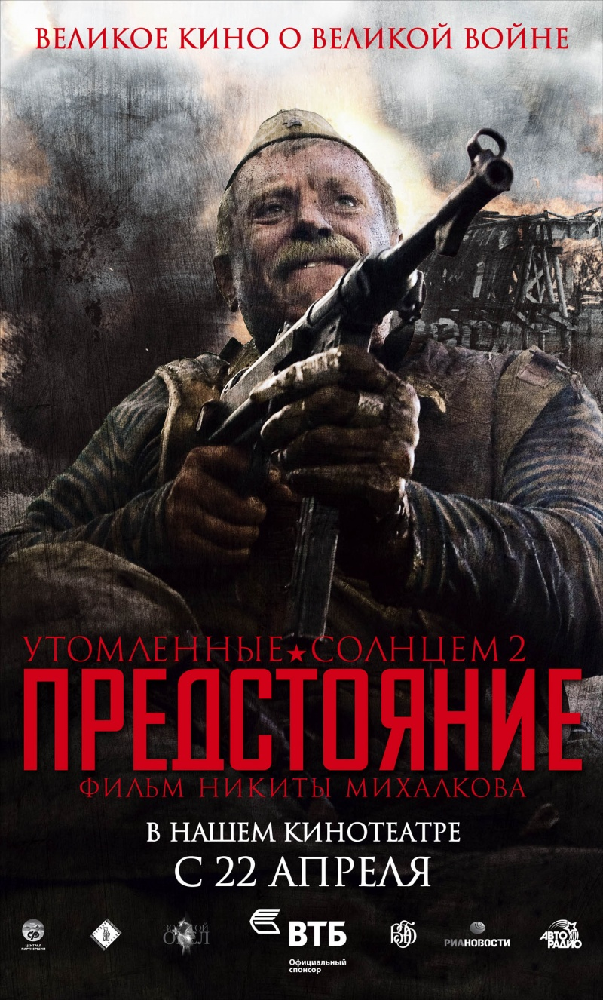 ВЕЛИКОЕ КИНО О ВЕЛИКОЙ ВОЙНЕ
УТОМЛЕННЫЕ★СОЛНЦЕМ 2
ПРЕДСТОЯНИЕ
ФИЛЬМ НИКИТЫ МИХАЛКОВА
В НАШЕМ КИНОТЕАТРЕ
С 22 АПРЕЛЯ
ЦЕНТРАЛ
ПАРТНЕРШИП
ЗОЛОТОЙ
ОРЕЛ
ВТБ
Официальный
спонсор
РИАНОВОСТИ
АВТО
РАДИО